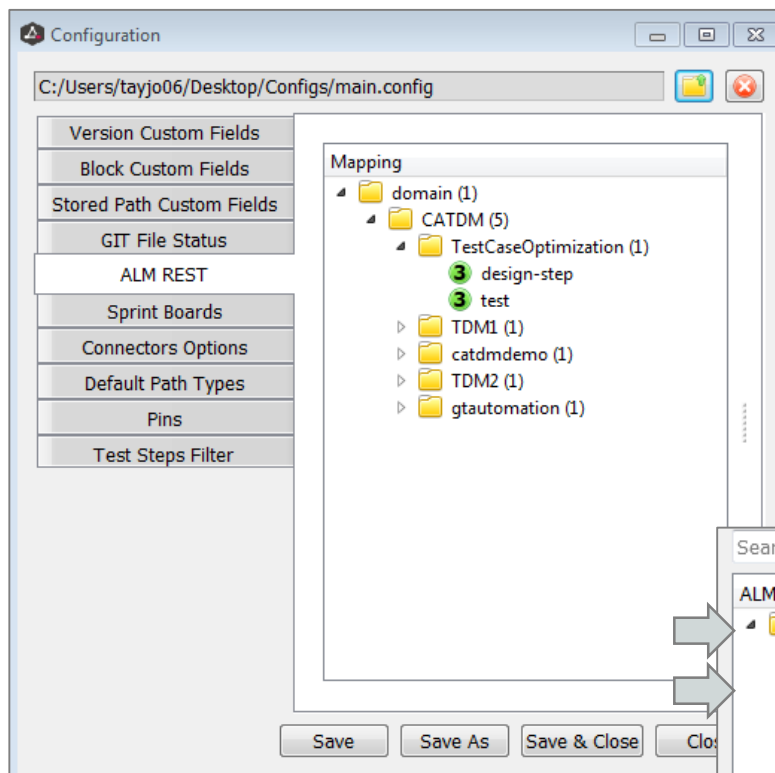 Configuration
C:/Users/tayjo06/Desktop/Configs/main.config
Version Custom Fields
Block Custom Fields
Stored Path Custom Fields
GIT File Status
ALM REST
Sprint Boards
Connectors Options
Default Path Types
Pins
Test Steps Filter
Mapping
domain (1)
CATDM (5)
TestCaseOptimization (1)
3 design-step
3 test
TDM1 (1)
catdmdemo (1)
TDM2 (1)
gtautomation (1)
ALM
Save
Save As
Save & Close